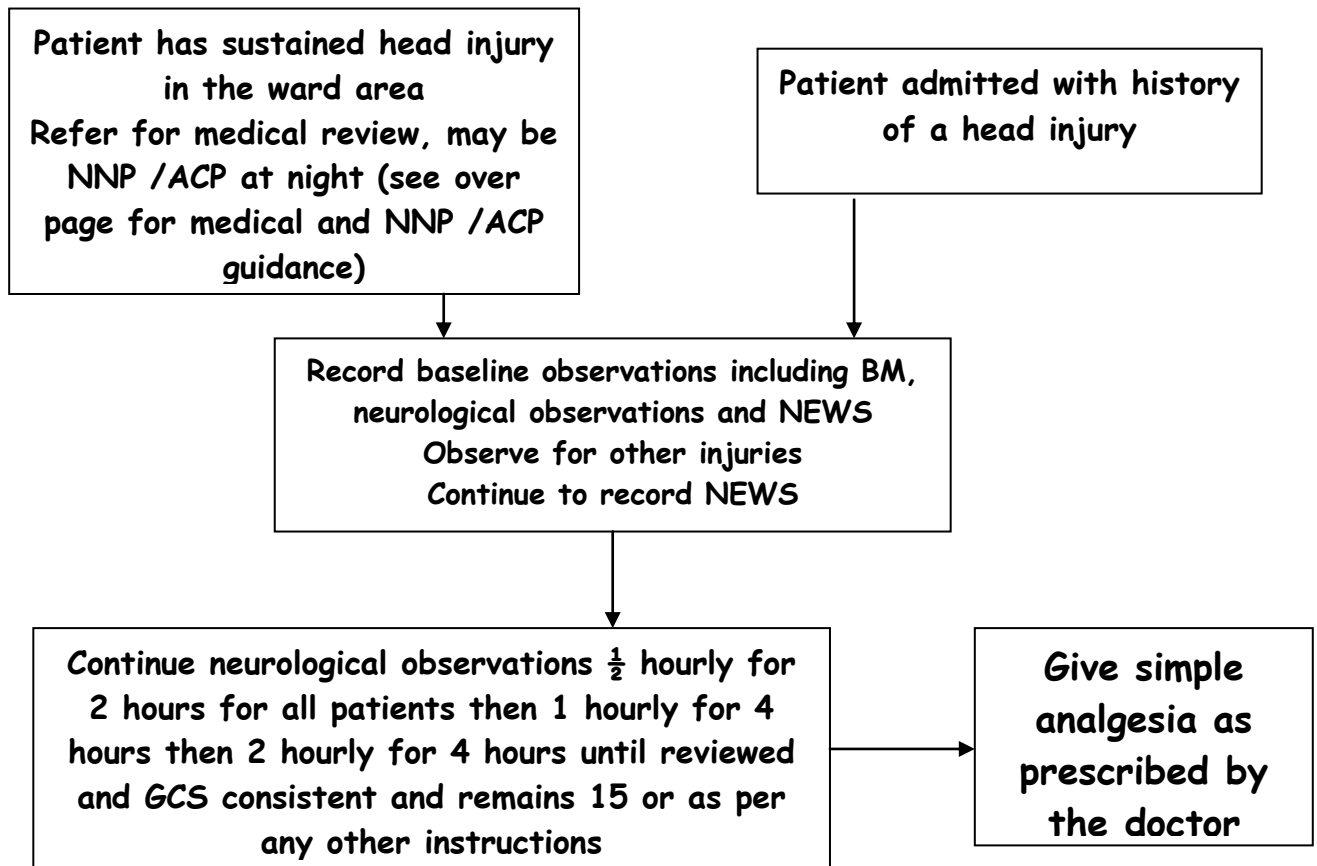 Patient has sustained head injury
in the ward area
Refer for medical review, may be
NNP /ACP at night (see over
page for medical and NNP /ACP
guidance)
Patient admitted with history
of a head injury
Record baseline observations including BM,
neurological observations and NEWS
Observe for other injuries
Continue to record NEWS
Continue neurological observations ½ hourly for
2 hours for all patients then 1 hourly for 4
hours then 2 hourly for 4 hours until reviewed
and GCS consistent and remains 15 or as per
any other instructions
Give simple
analgesia as
prescribed by
the doctor